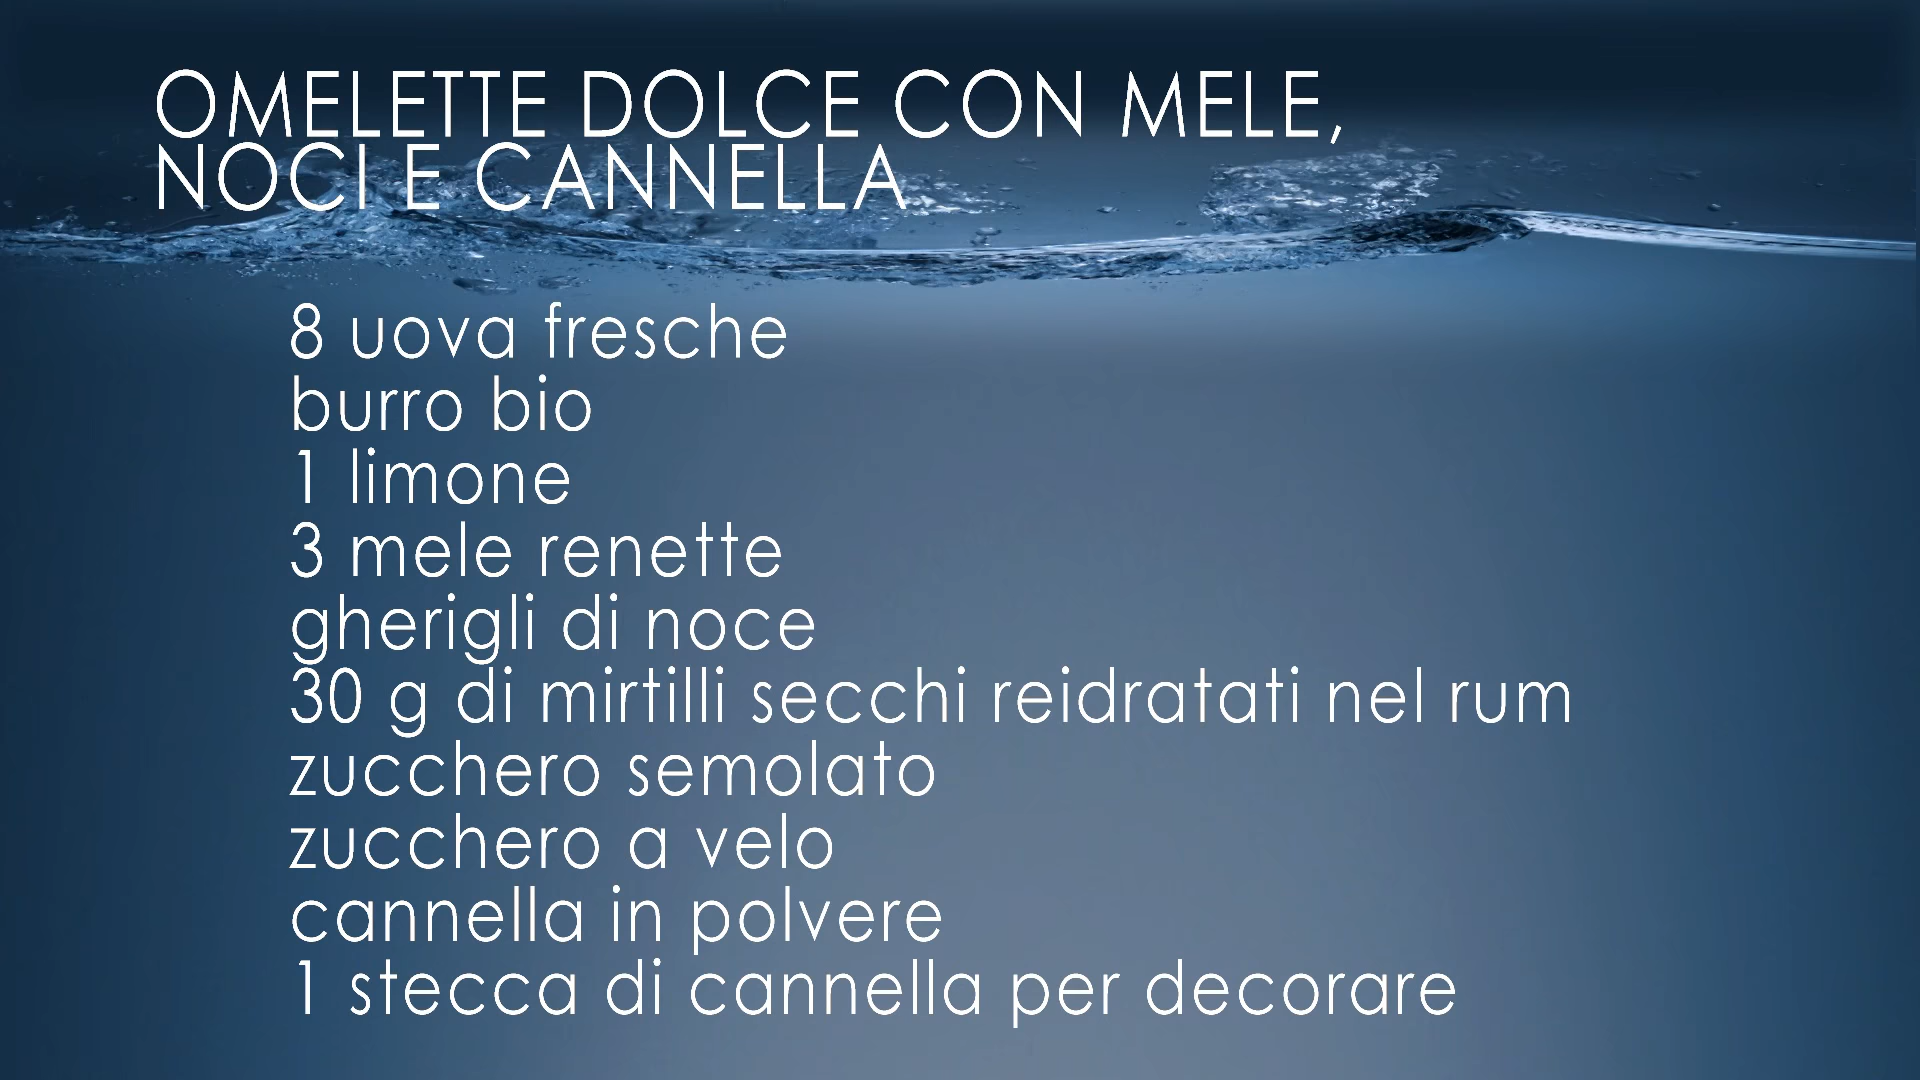 OMELETTE DOLCE CON MELE,
NOCI E CANNELLA
8 uova fresche
burro bio
1 limone
3 mele renette
gherigli di noce
30 g di mirtilli secchi reidratati nel rum
zucchero semolato
zucchero a velo
cannella in polvere
1 stecca di cannella per decorare